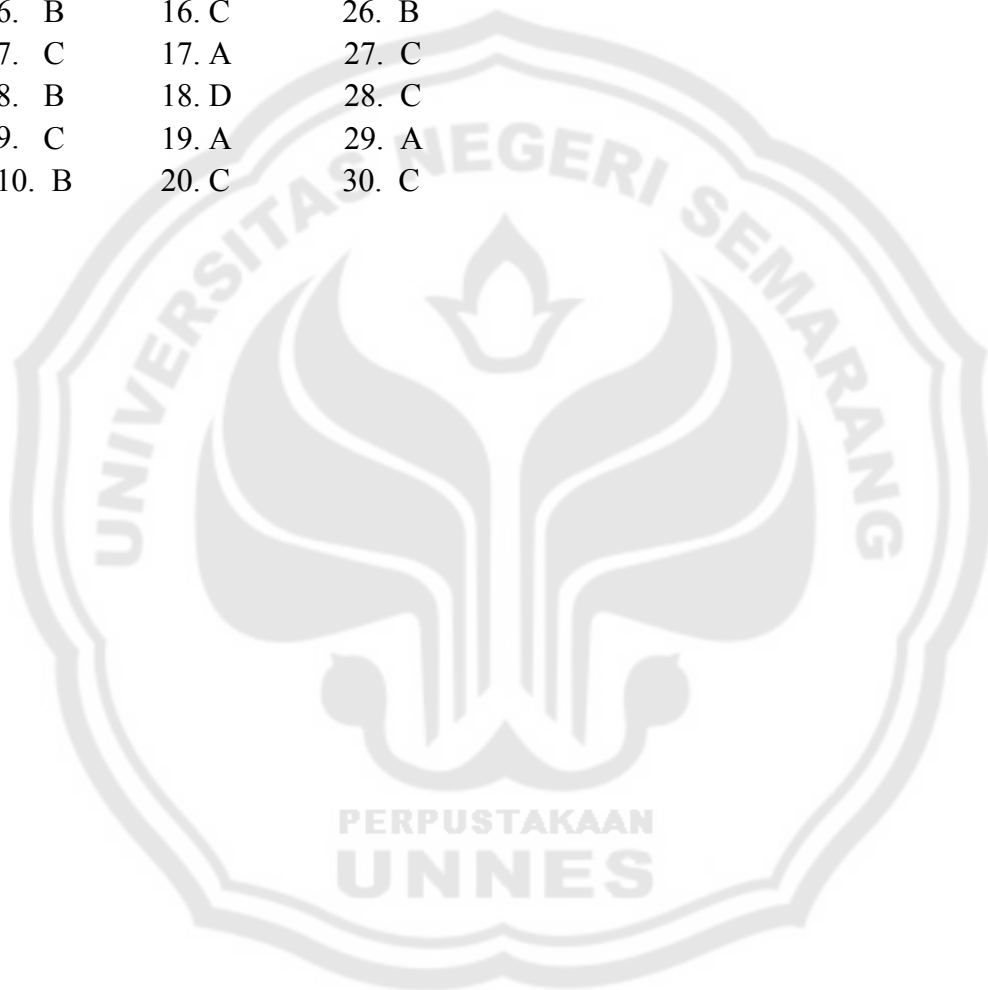 6. B 16. C 26. B
7. C 17. A 27. C
8. B 18. D 28. C
9. C 19. A 29. A
10. B 20. C 30. C
UNIVERSITAS NEGERI SEMARANG
PERPUSTAKAAN
UNNES